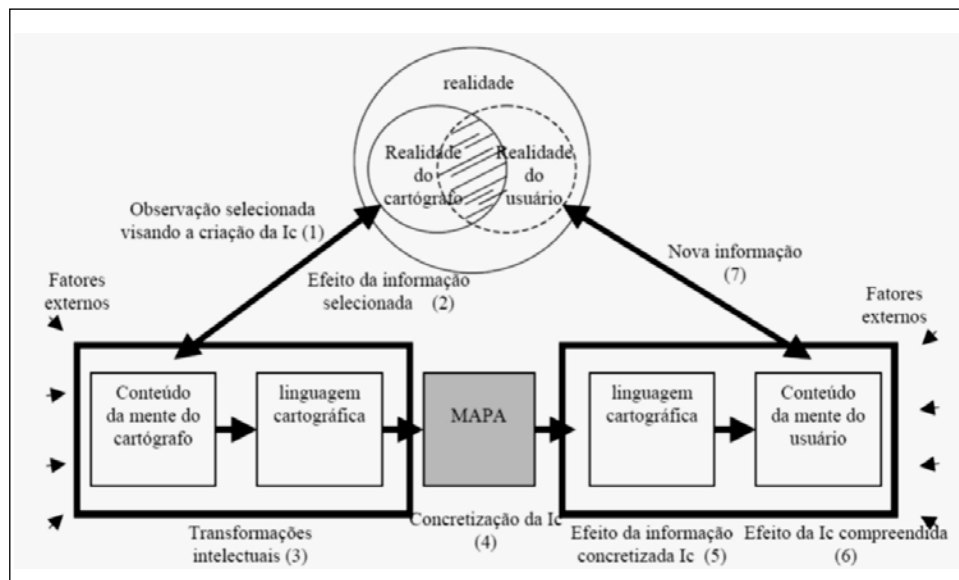 realidade
Realidade
do
cartógrafo
Realidade
do
usuário
Observação selecionada
visando a criação da Ic (1)
Efeito da informação
selecionada (2)
Nova informação
(7)
Fatores
externos
Fatores
externos
Conteúdo
da mente do
cartógrafo
linguagem
cartográfica
MAPA
linguagem
cartográfica
Conteúdo
da mente do
usuário
Transformações
intelectuais (3)
Concretização da Ic
(4)
Efeito da informação
concretizada Ic (5)
Efeito da Ic compreendida
(6)